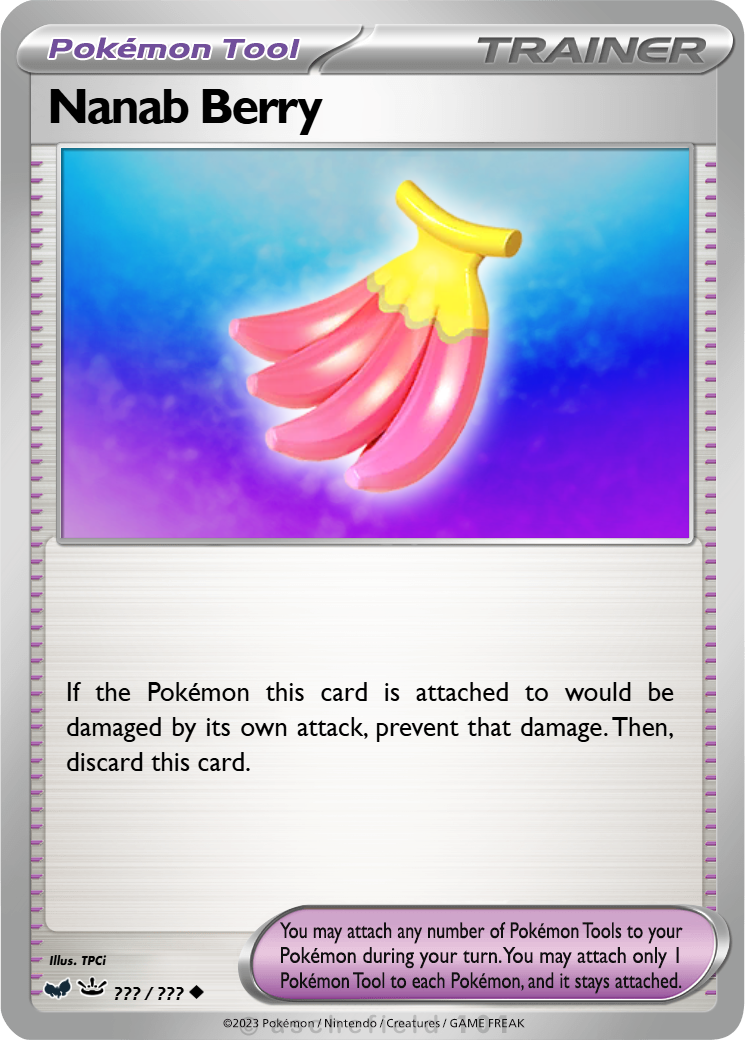 Pokémon Tool
TRAINER
Nanab Berry
If the Pokémon this card is attached to would be
damaged by its own attack, prevent that damage. Then,
discard this card.
You may attach any number of Pokémon Tools to your
Pokémon during your turn. You may attach only 1
Pokémon Tool to each Pokémon, and it stays attached.
Illus. TPCi
??? / ???
©2023 Pokémon / Nintendo / Creatures / GAME FREAK